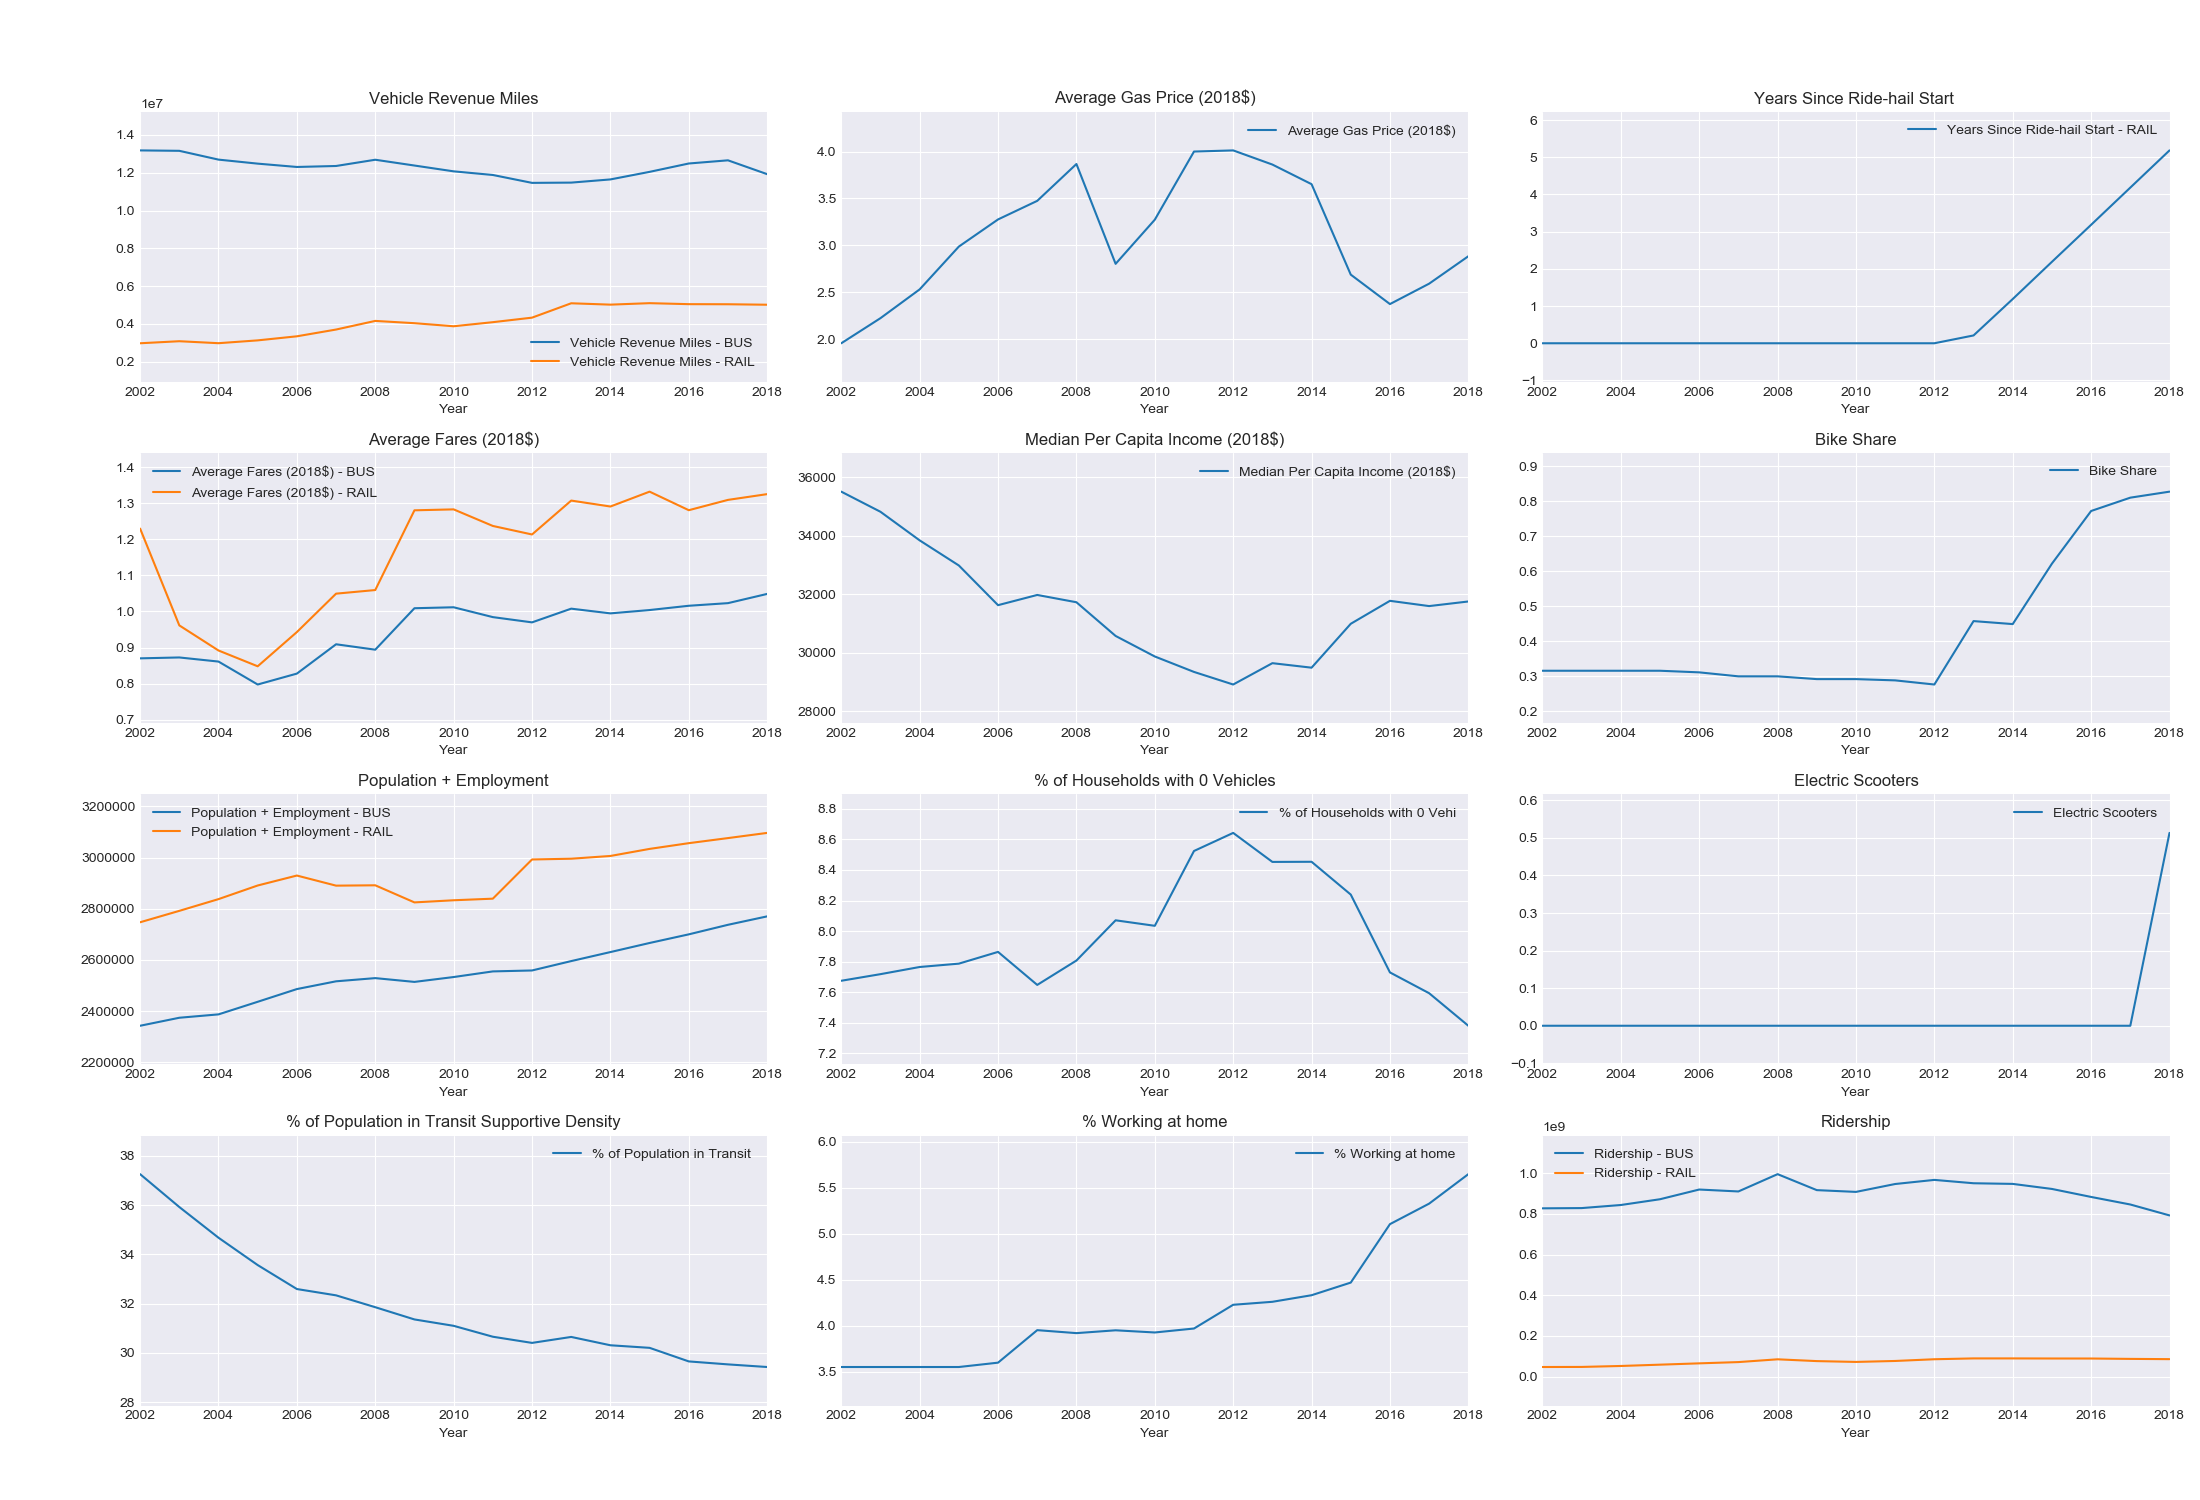 Vehicle Revenue Miles
1e7
1.4
1.2
1.0
0.8
0.6
0.4
0.2
Vehicle Revenue Miles - BUS
Vehicle Revenue Miles - RAIL
2002 2004 2006 2008 2010 2012 2014 2016 2018
Year
Average Gas Price (2018$)
Average Gas Price (2018$)
4.0
3.5
3.0
2.5
2.0
2002 2004 2006 2008 2010 2012 2014 2016 2018
Year
Years Since Ride-hail Start
Years Since Ride-hail Start - RAIL
6
5
4
3
2
1
0
−1
2002 2004 2006 2008 2010 2012 2014 2016 2018
Year
Average Fares (2018$)
Average Fares (2018$) - BUS
Average Fares (2018$) - RAIL
1.4
1.3
1.2
1.1
1.0
0.9
0.8
0.7
2002 2004 2006 2008 2010 2012 2014 2016 2018
Year
Median Per Capita Income (2018$)
Median Per Capita Income (2018$)
36000
34000
32000
30000
28000
2002 2004 2006 2008 2010 2012 2014 2016 2018
Year
Bike Share
Bike Share
0.9
0.8
0.7
0.6
0.5
0.4
0.3
0.2
2002 2004 2006 2008 2010 2012 2014 2016 2018
Year
Population + Employment
Population + Employment - BUS
Population + Employment - RAIL
3200000
3000000
2800000
2600000
2400000
2200000
2002 2004 2006 2008 2010 2012 2014 2016 2018
Year
% of Households with 0 Vehicles
% of Households with 0 Vehi
8.8
8.6
8.4
8.2
8.0
7.8
7.6
7.4
7.2
2002 2004 2006 2008 2010 2012 2014 2016 2018
Year
Electric Scooters
Electric Scooters
0.6
0.5
0.4
0.3
0.2
0.1
0.0
−0.1
2002 2004 2006 2008 2010 2012 2014 2016 2018
Year
% of Population in Transit Supportive Density
% of Population in Transit
38
36
34
32
30
28
2002 2004 2006 2008 2010 2012 2014 2016 2018
Year
% Working at home
% Working at home
6.0
5.5
5.0
4.5
4.0
3.5
2002 2004 2006 2008 2010 2012 2014 2016 2018
Year
Ridership
1e9
Ridership - BUS
Ridership - RAIL
1.0
0.8
0.6
0.4
0.2
0.0
2002 2004 2006 2008 2010 2012 2014 2016 2018
Year